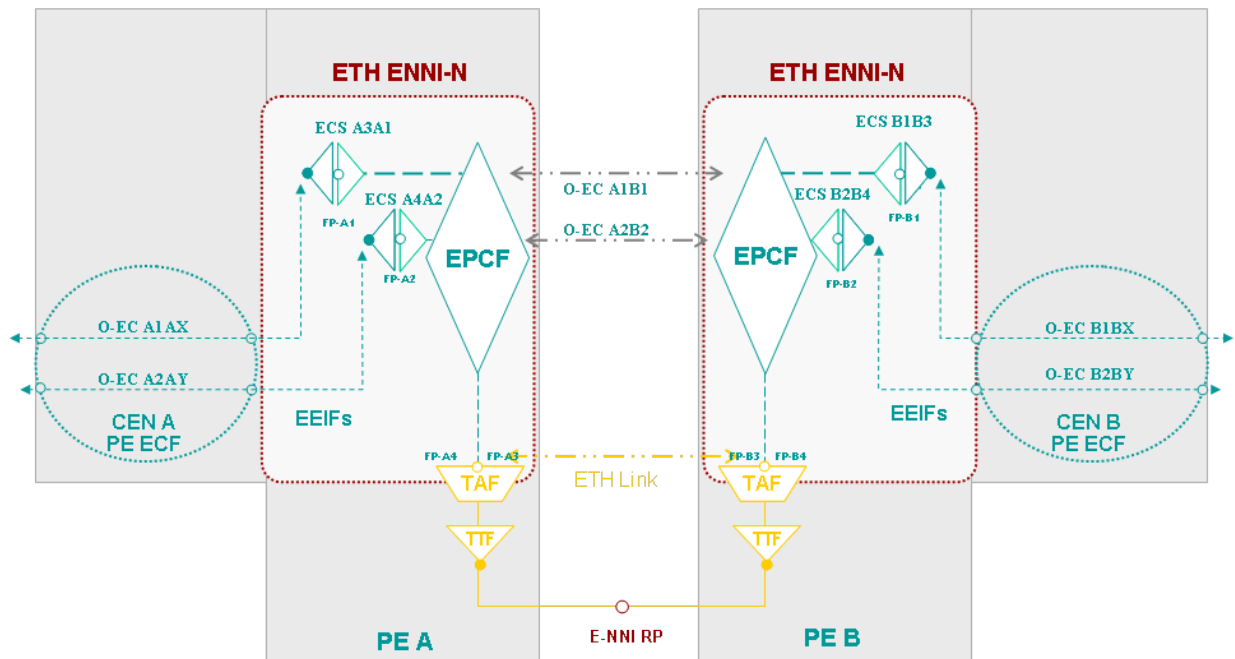 ETH ENNI-N
ETH ENNI-N
ECS A3A1
ECS B1B3
FP-A1
ECS A4A2
O-EC A1B1
ECS B2B4
FP-B1
O-EC A2B2
EPCF
EPCF
FP-A2
FP-B2
O-EC A1AX
O-EC B1BX
O-EC A2AY
O-EC B2BY
CEN A
PE ECF
EEIFs
EEIFs
CEN B
PE ECF
FP-A4
FP-A3
FP-B3
FP-B4
ETH Link
TAF
TAF
TTF
TTF
E-NNI RP
PE A
PE B